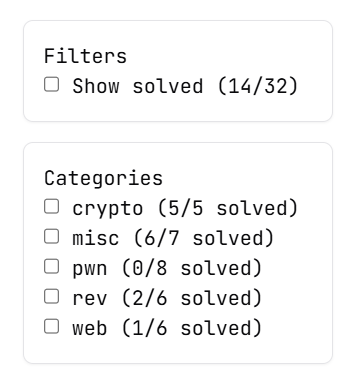 Filters
Show solved (14/32)
Categories
crypto (5/5 solved)
misc (6/7 solved)
pwn (0/8 solved)
rev (2/6 solved)
web (1/6 solved)